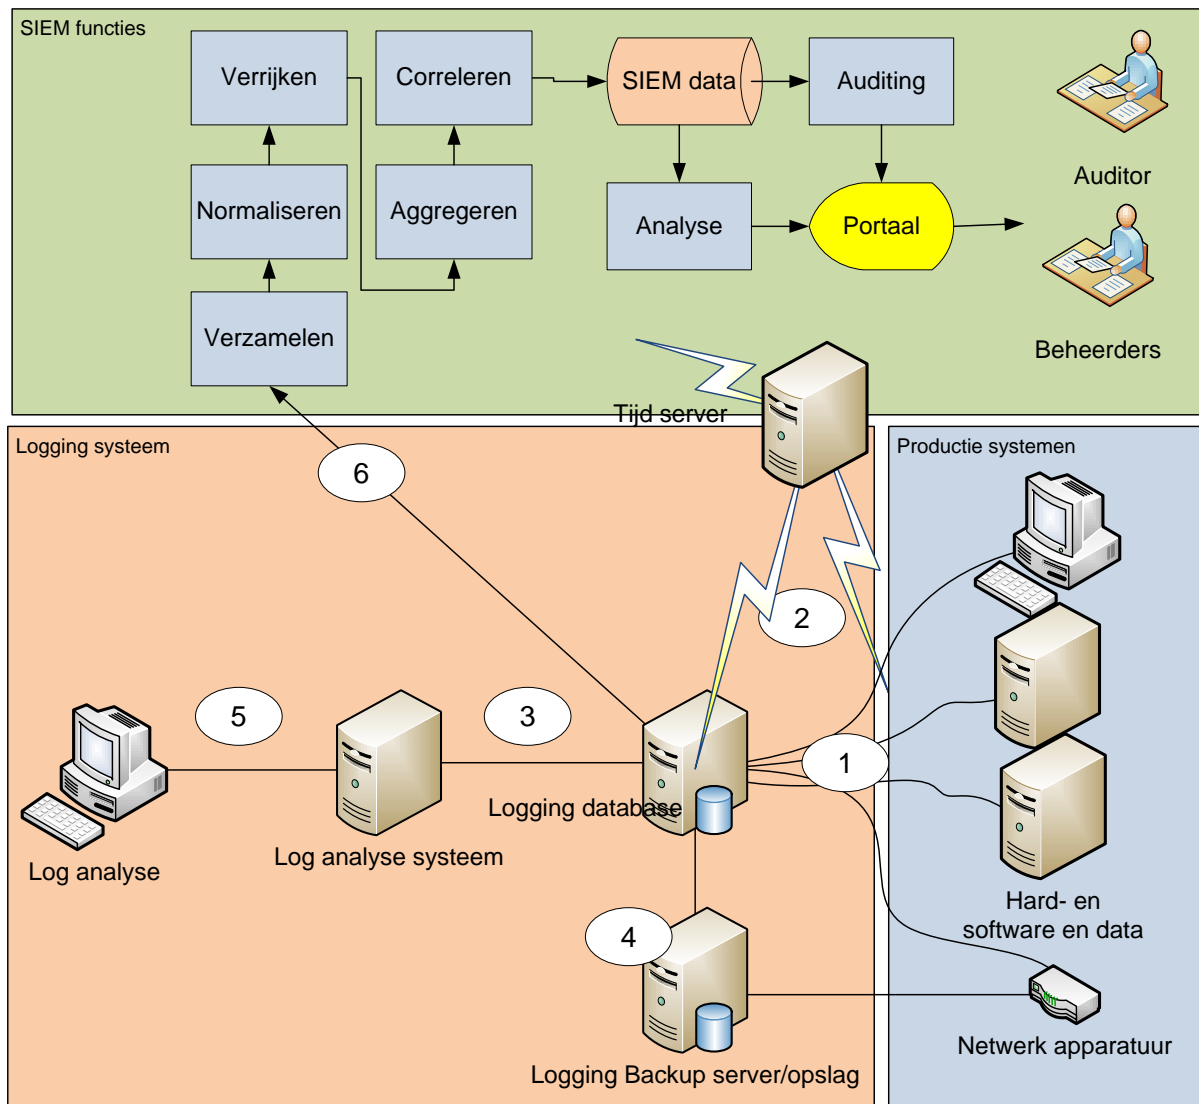 SIEM functies
Verrijken
Correleren
SIEM data
Auditing
Auditor
Normaliseren
Aggregeren
Analyse
Portaal
Verzamelen
Beheerders
Tijd server
Logging systeem
Productie systemen
6
2
5
3
1
Logging database
Log analyse
Log analyse systeem
Hard- en
software en data
4
Netwerk apparatuur
Logging Backup server/opslag